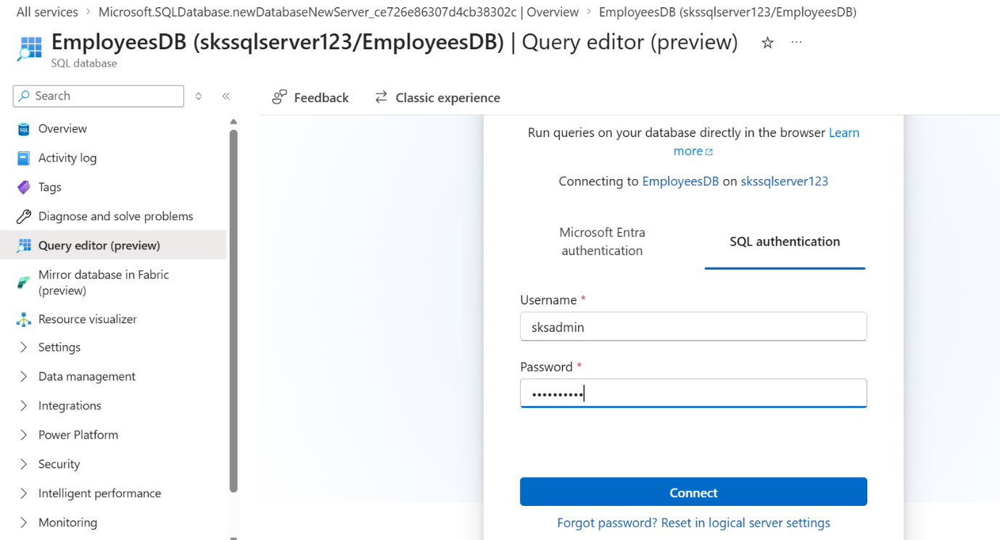 All services > Microsoft.SQLDatabase.newDatabaseNewServer_ce726e86307d4cb38302c | Overview > EmployeesDB (skssqlserver123/EmployeesDB)
EmployeesDB (skssqlserver123/EmployeesDB) | Query editor (preview)
SQL database
Search
Feedback
Classic experience
SQL
Overview
Activity log
Tags
Diagnose and solve problems
Query editor (preview)
Mirror database in Fabric
(preview)
Resource visualizer
Settings
Data management
Integrations
Power Platform
Security
Intelligent performance
Monitoring
Run queries on your database directly in the browser Learn
more
Connecting to EmployeesDB on skssqlserver123
Microsoft Entra
authentication
SQL authentication
Username *
sksadmin
Password *
••••••••••
Connect
Forgot password? Reset in logical server settings